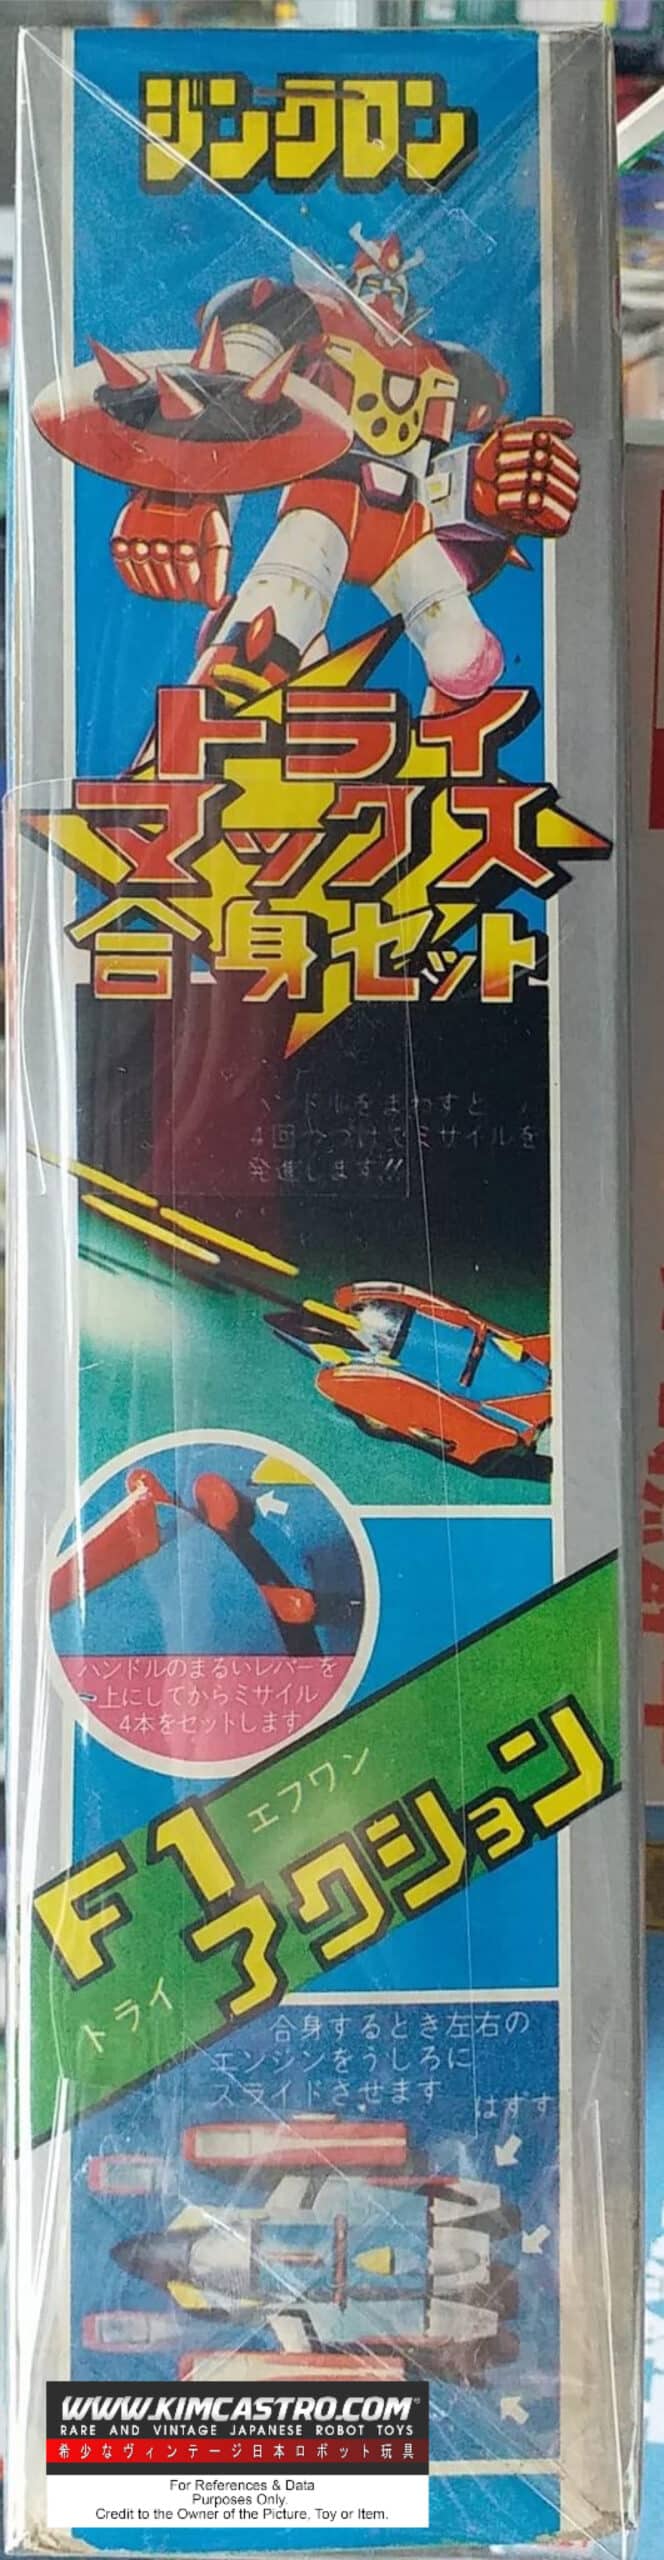 ジンクロン
トライ
マックス
合身セット
ハンドルをまわすと
4回つづけてミサイルを
発進します!!
ハンドルのまるいレバーを
上にしてからミサイル
4本をセットします
エフワン
F1
アクション
トライ
合身するとき左右の
エンジンをうしろに
スライドさせます
はずす
WWW.KIMCASTRO.COM®
RARE AND VINTAGE JAPANESE ROBOT TOYS
希少なヴィンテージ日本ロボット玩具
For References & Data
Purposes Only.
Credit to the Owner of the Picture, Toy or Item.